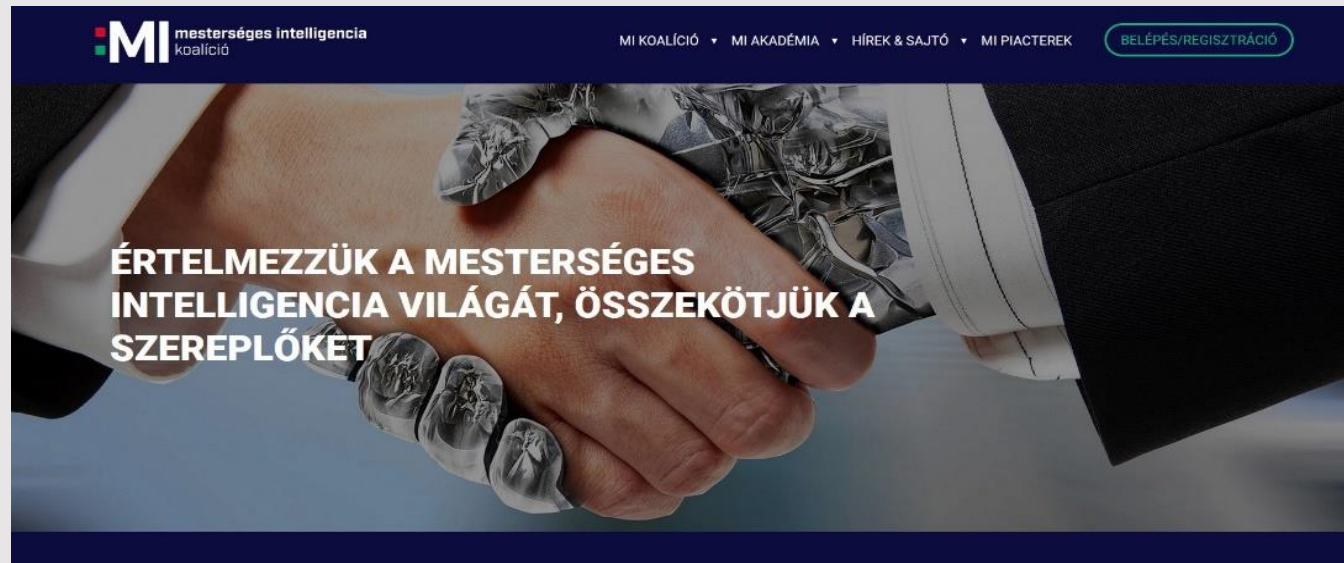 MI mesterséges intelligencia
koalíció
MI KOALÍCIÓ ▾ MI AKADÉMIA ▾ HÍREK & SAJTÓ ▾ MI PIACTEREK BELÉPÉS/REGISZTRÁCIÓ
ÉRTELMEZZÜK A MESTERSÉGES
INTELLIGENCIA VILÁGÁT, ÖSSZEKÖTJÜK A
SZEREPLŐKET